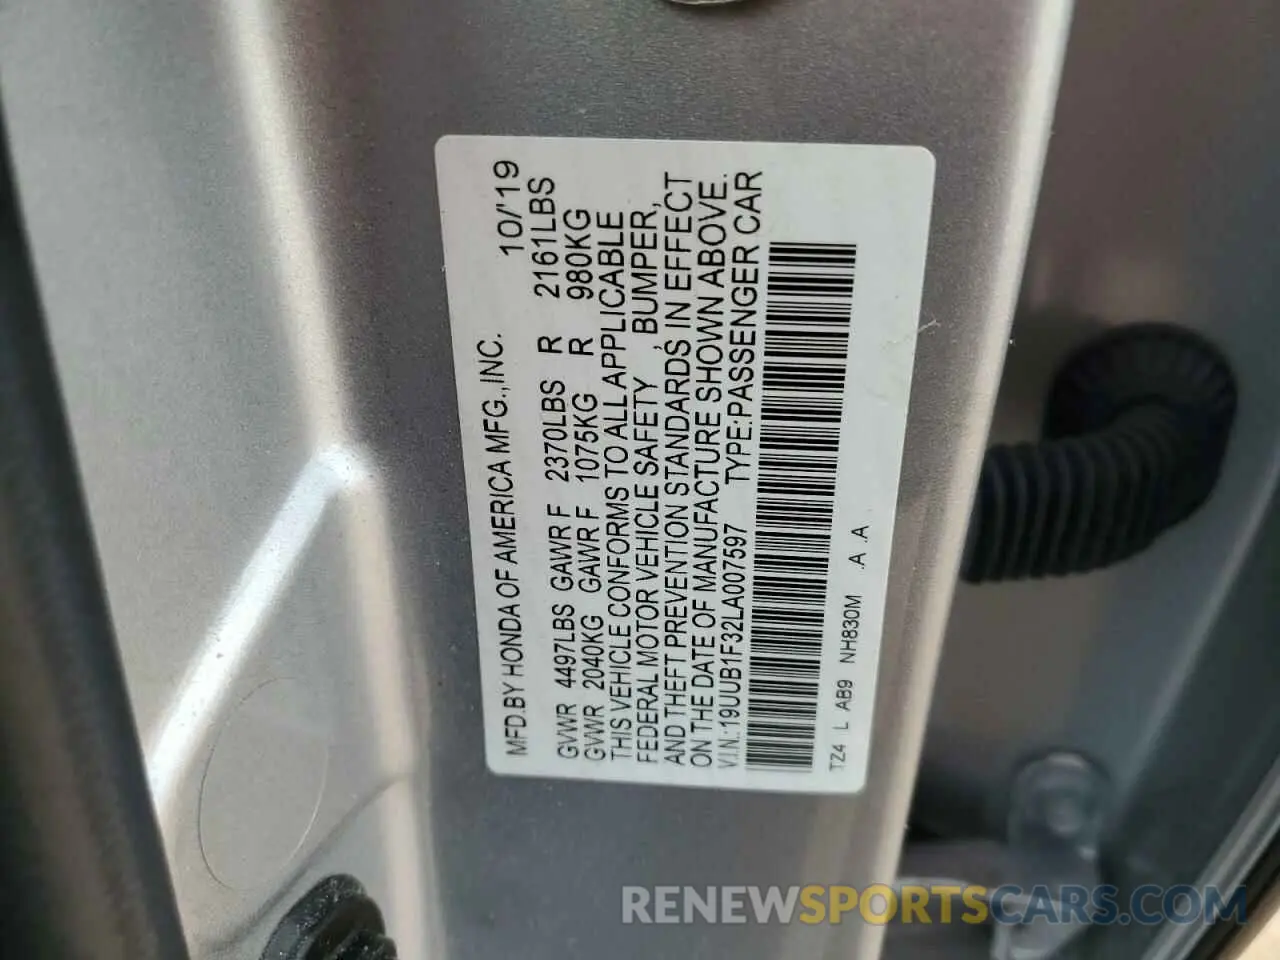 MFD.BY HONDA OF AMERICA MFG.,INC. 10/'19
GVWR 4497LBS GAWR F 2370LBS R 2161LBS
GVWR 2040KG GAWR F 1075KG R 980KG
THIS VEHICLE CONFORMS TO ALL APPLICABLE
FEDERAL MOTOR VEHICLE SAFETY , BUMPER,
AND THEFT PREVENTION STANDARDS IN EFFECT
ON THE DATE OF MANUFACTURE SHOWN ABOVE.
V.I.N.:19UUB1F32LA007597 TYPE:PASSENGER CAR
TZ4 L AB9 NH830M .A .A
RENEWSPORTSCARS.COM